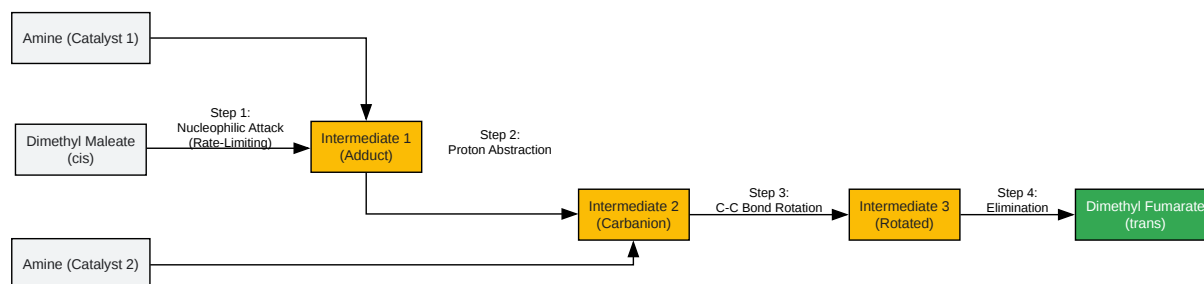 Amine (Catalyst 1)
Step 1:
Nucleophilic Attack
(Rate-Limiting)
Dimethyl Maleate
(cis)
Intermediate 1
(Adduct)
Step 2:
Proton Abstraction
Intermediate 2
(Carbanion)
Step 3:
C-C Bond Rotation
Intermediate 3
(Rotated)
Step 4:
Elimination
Dimethyl Fumarate
(trans)
Amine (Catalyst 2)